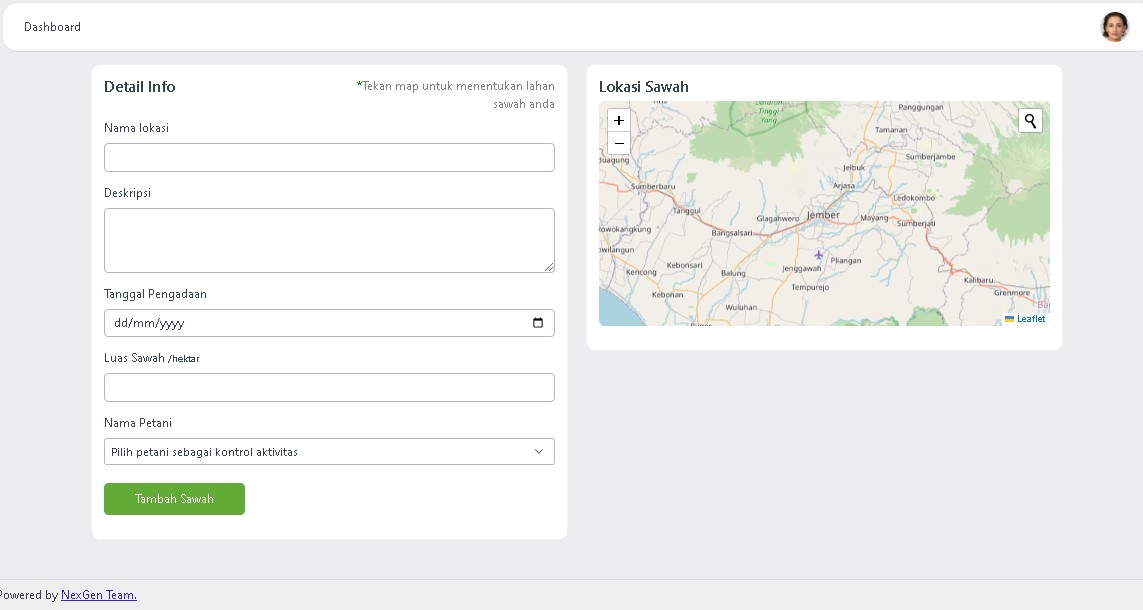 Dashboard
Detail Info
*Tekan map untuk menentukan lahan
sawah anda
Nama lokasi
Deskripsi
Tanggal Pengadaan
dd/mm/yyyy
Luas Sawah /hektar
Nama Petani
Pilih petani sebagai kontrol aktivitas
Tambah Sawah
Lokasi Sawah
+
−
Dataran
Tinggi
Yang
Panggungan
Tamanan
Sumberjambe
Jelbuk
Sumberbaru
Arjasa
Ledokombo
Tanggul
Glagahwero
Jember
Mayang
Sumberjati
Bangsalsari
Rowokangkung
Kencong
Kebonsari
Balung
Jenggawah
Pliangan
Tempurejo
Kalibaru
Glenmore
Kebonan
Wuluhan
Leaflet
Powered by NexGen Team.